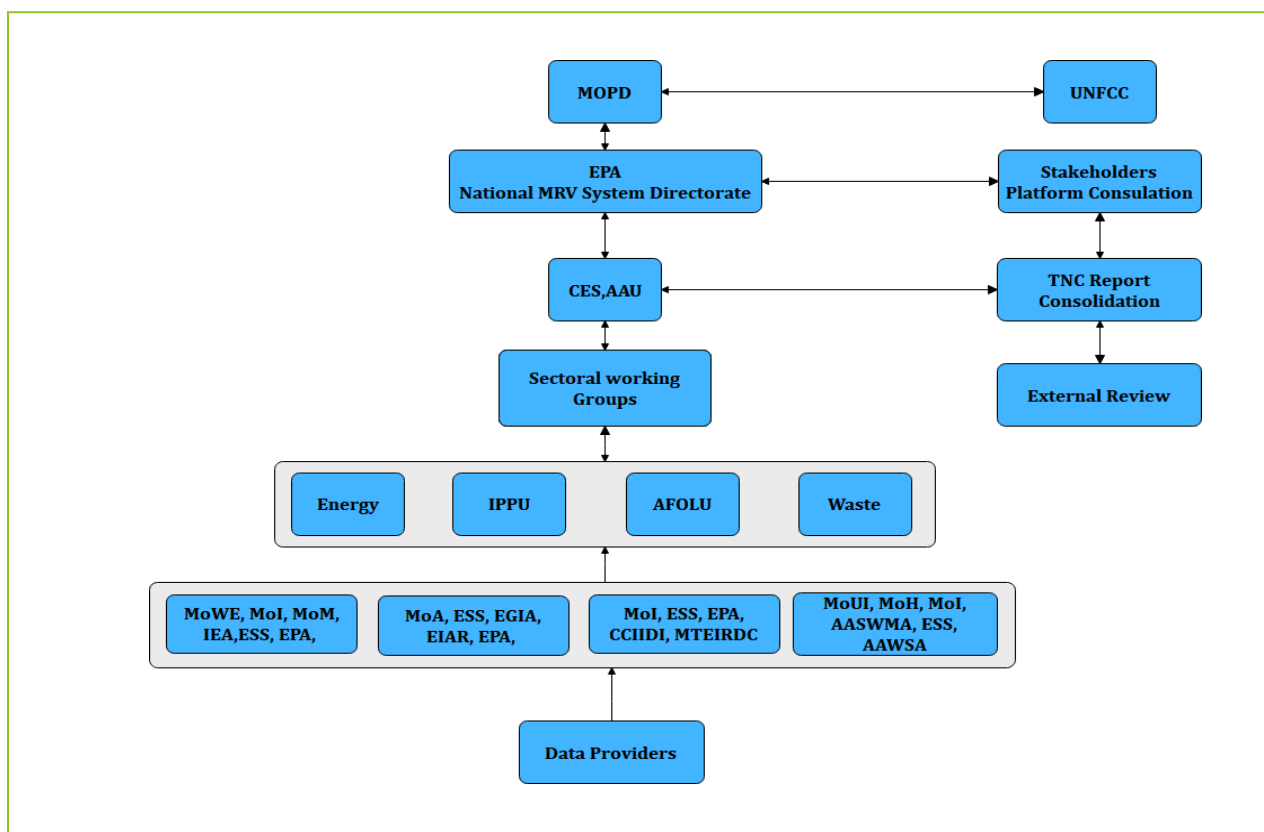 MOPD
UNFCC
EPA
National MRV System Directorate
Stakeholders
Platform Consulation
CES,AAU
TNC Report
Consolidation
Sectoral working
Groups
External Review
Energy
IPPU
AFOLU
Waste
MoWE, MoI, MoM,
IEA,ESS, EPA,
MoA, ESS, EGIA,
EIAR, EPA,
MoI, ESS, EPA,
CCIIDI, MTEIRDC
MoUI, MoH, MoI,
AASWMA, ESS,
AAWSA
Data Providers